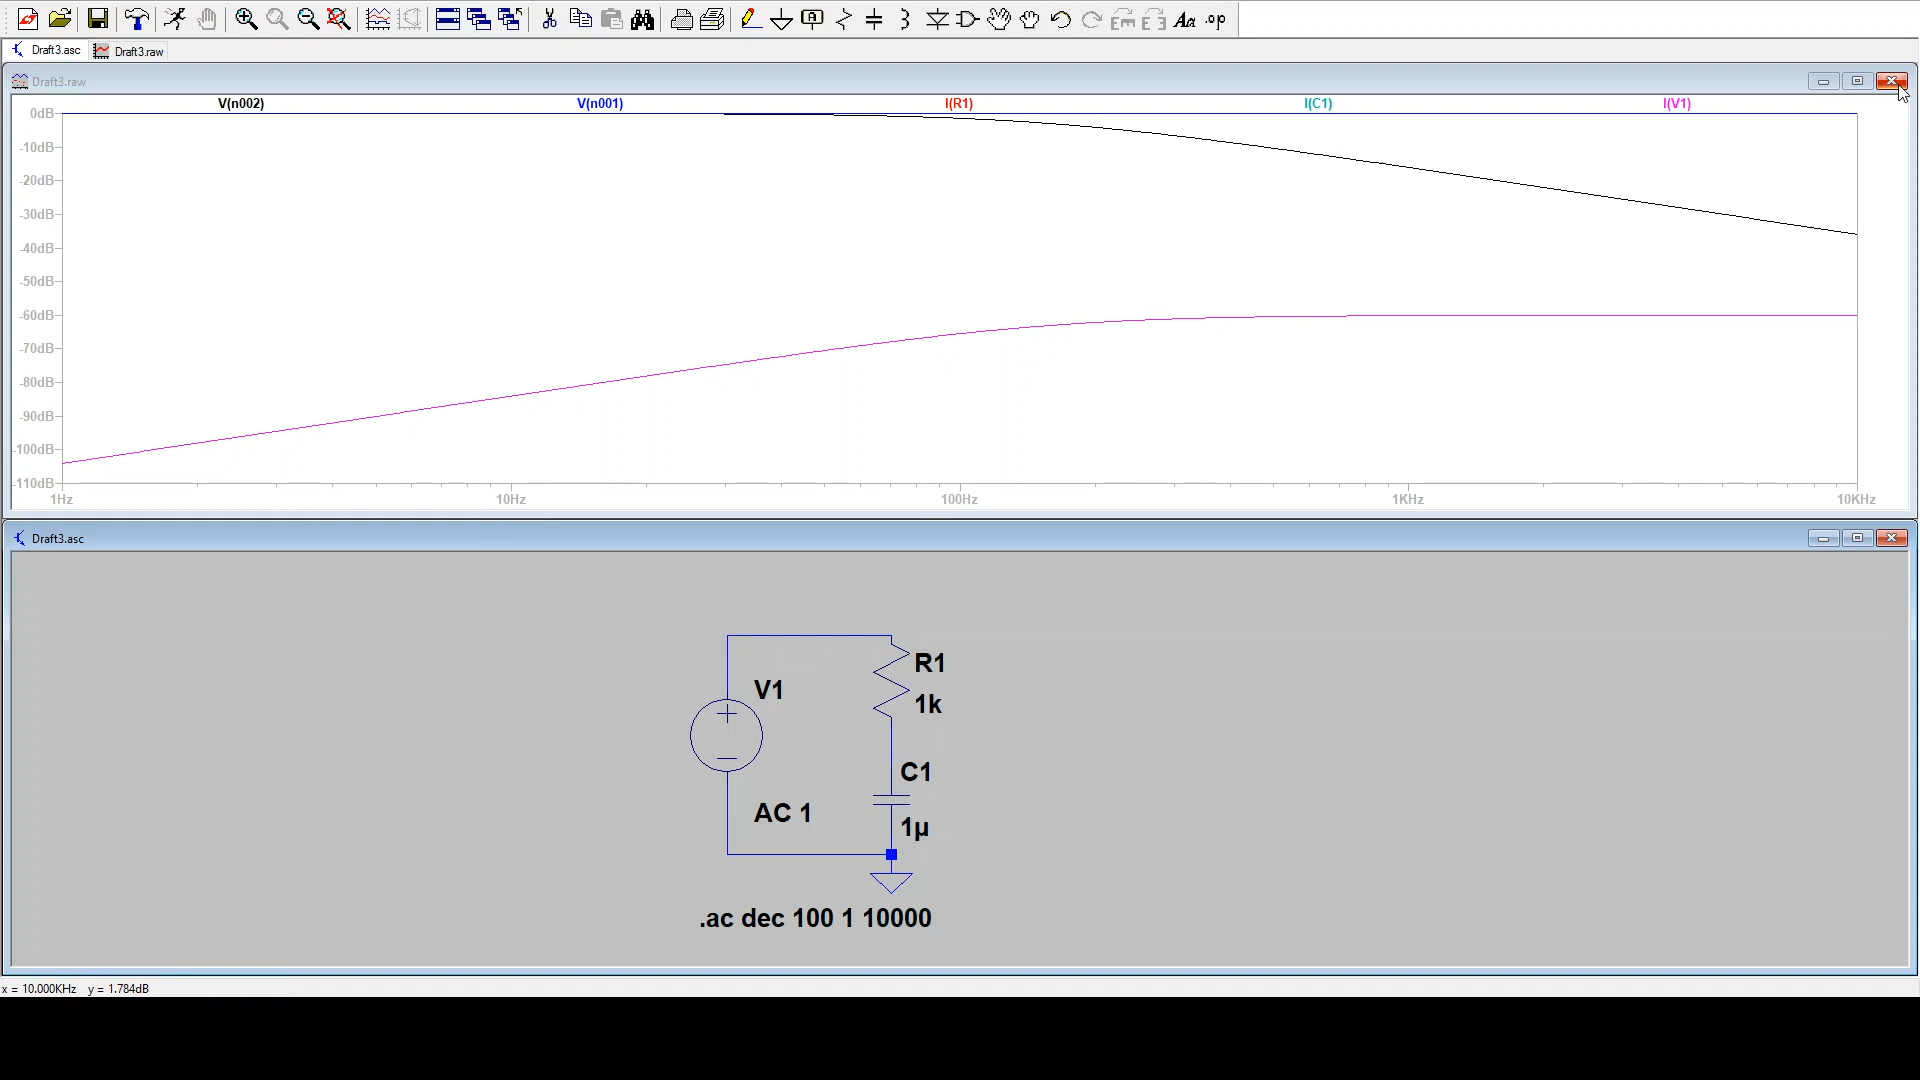 Draft3.asc Draft3.raw
Draft3.raw
V(n002) V(n001) I(R1) I(C1) I(V1)
0dB
-10dB
-20dB
-30dB
-40dB
-50dB
-60dB
-70dB
-80dB
-90dB
-100dB
-110dB
1Hz 10Hz 100Hz 1KHz 10KHz
Draft3.asc
R1
V1
1k
C1
AC 1
1µ
.ac dec 100 1 10000
x = 10.000KHz y = 1.784dB